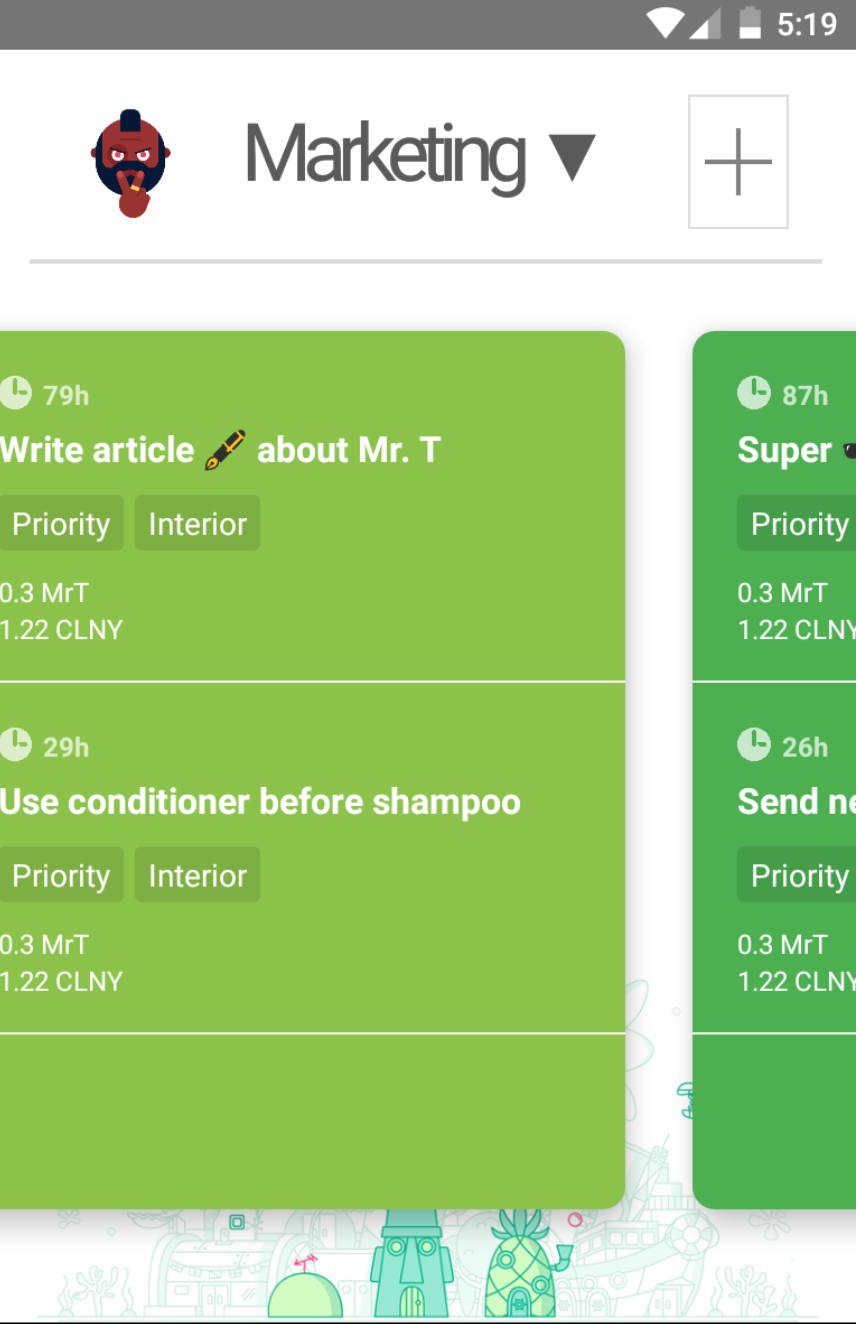 5:19
Marketing ▼
79h
Write article 🖋 about Mr. T
Priority Interior
0.3 MrT
1.22 CLNY
29h
Use conditioner before shampoo
Priority Interior
0.3 MrT
1.22 CLNY
87h
Super
Priority
0.3 MrT
1.22 CLNY
26h
Send ne
Priority
0.3 MrT
1.22 CLNY